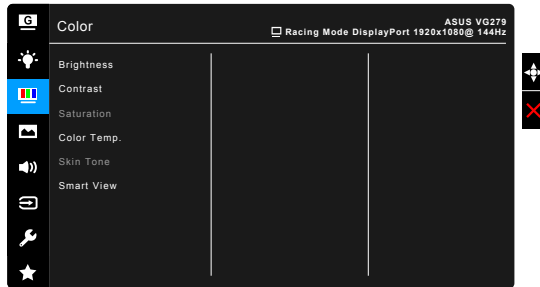 G
Color
ASUS VG279
Racing Mode DisplayPort 1920x1080@ 144Hz
Brightness
Contrast
Saturation
Color Temp.
Skin Tone
Smart View